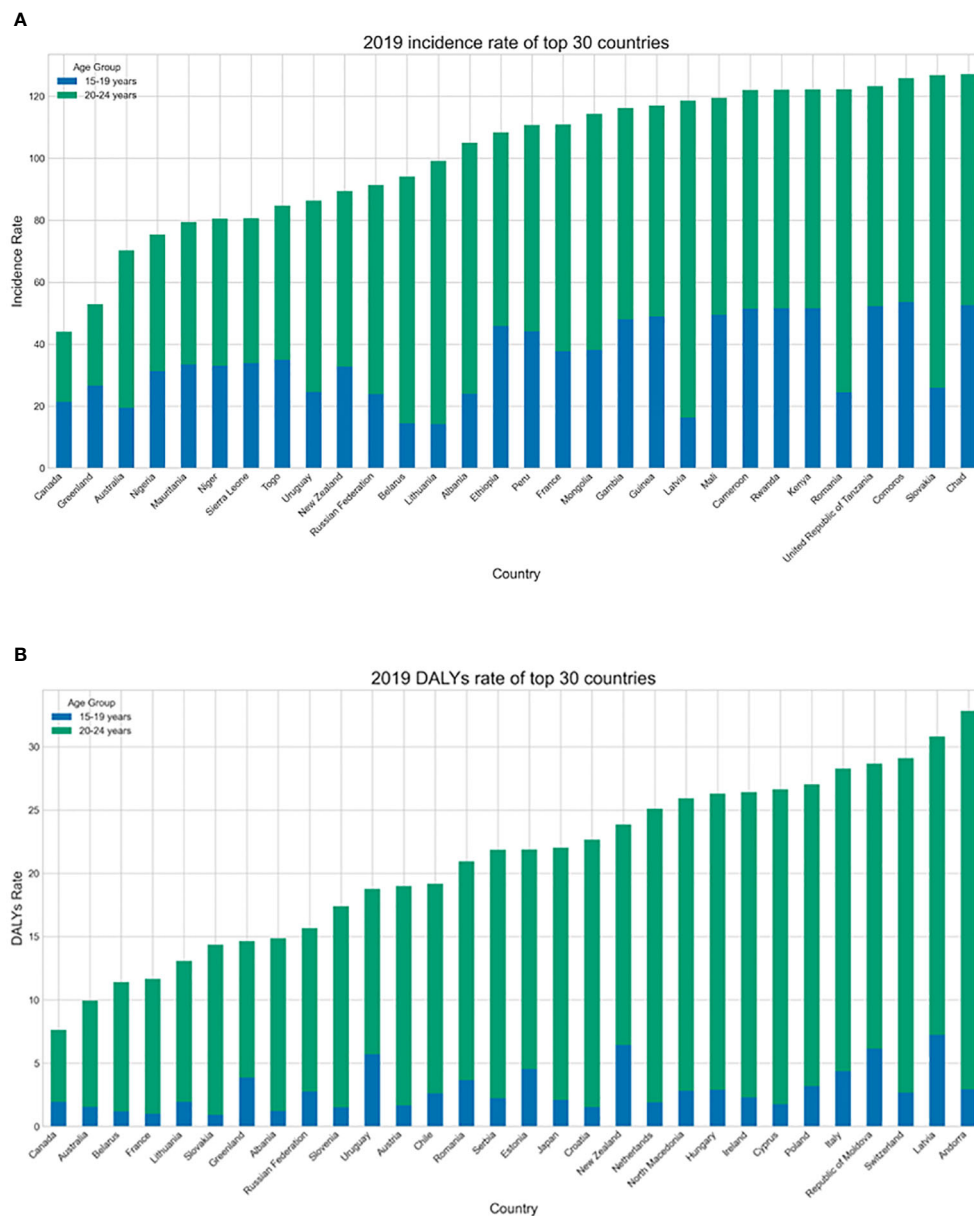 A
2019 incidence rate of top 30 countries
Age Group
15-19 years
20-24 years
120
100
80
60
40
20
0
Incidence Rate
Canada
Greenland
Australia
Nigeria
Mauritania
Niger
Sierra Leone
Togo
Uruguay
New Zealand
Russian Federation
Belarus
Lithuania
Albania
Ethiopia
Peru
France
Mongolia
Gambia
Guinea
Latvia
Mali
Cameroon
Rwanda
Kenya
Romania
United Republic of Tanzania
Comoros
Slovakia
Chad
Country
B
2019 DALYs rate of top 30 countries
Age Group
15-19 years
20-24 years
30
25
20
15
10
5
0
DALYs Rate
Canada
Australia
Belarus
France
Lithuania
Slovakia
Greenland
Albania
Russian Federation
Slovenia
Uruguay
Austria
Chile
Romania
Serbia
Estonia
Japan
Croatia
New Zealand
Netherlands
North Macedonia
Hungary
Ireland
Cyprus
Poland
Italy
Republic of Moldova
Switzerland
Latvia
Andorra
Country